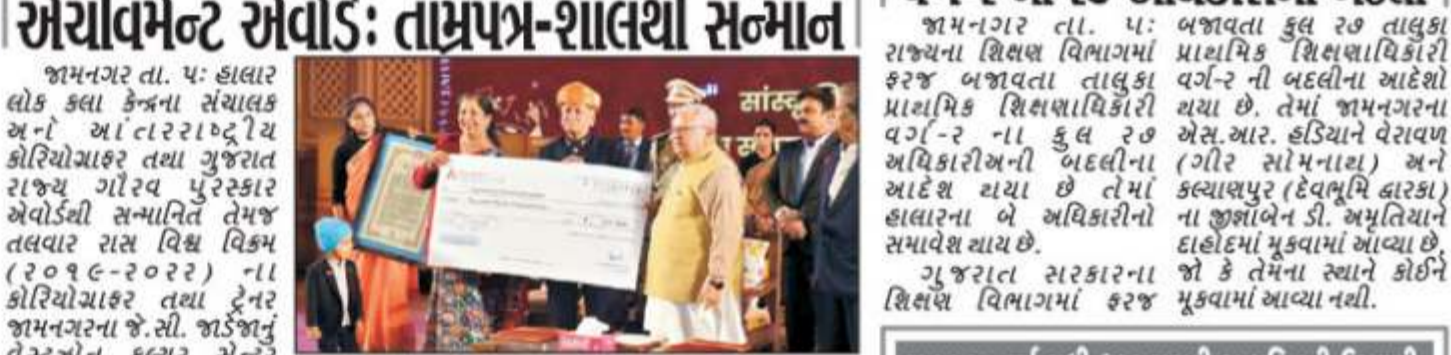 એચીવમેન્ટ એવોર્ડઃ તામ્રપત્ર-શાલથી સન્માન
જામનગર તા. ૫ઃ હાલાર
લોક કલા કેન્દ્રના સંચાલક
અને આંતરરાષ્ટ્રીય
કોરિયોગ્રાફર તથા ગુજરાત
રાજ્ય ગૌરવ પુરસ્કાર
એવોર્ડથી સન્માનિત તેમજ
તલવાર રાસ વિશ્વ વિક્રમ
(૨૦૧૯-૨૦૨૨) ના
કોરિયોગ્રાફર તથા ટ્રેનર
જામનગરના જે.સી. જાડેજાનું
सांस्कृ
જામનગર તા. ૫ઃ
રાજ્યના શિક્ષણ વિભાગમાં
ફરજ બજાવતા તાલુકા
પ્રાથમિક શિક્ષણાધિકારી
વર્ગ-૨ ના કુલ ૨૭
અધિકારીઅની બદલીના
આદેશ થયા છે તેમાં
હાલારના બે અધિકારીનો
સમાવેશ થાય છે.
ગુજરાત સરકારના
શિક્ષણ વિભાગમાં ફરજ
બજાવતા કુલ ૨૭ તાલુકા
પ્રાથમિક શિક્ષણાધિકારી
વર્ગ-૨ ની બદલીના આદેશો
થયા છે. તેમાં જામનગરના
એસ.આર. હડિયાને વેરાવળ
(ગીર સોમનાથ) અને
કલ્યાણપુર (દેવભૂમિ દ્વારકા)
ના જીજ્ઞાબેન ડી. અમૃતિયાને
દાહોદમાં મૂકવામાં આવ્યા છે.
જો કે તેમના સ્થાને કોઈને
મૂકવામાં આવ્યા નથી.